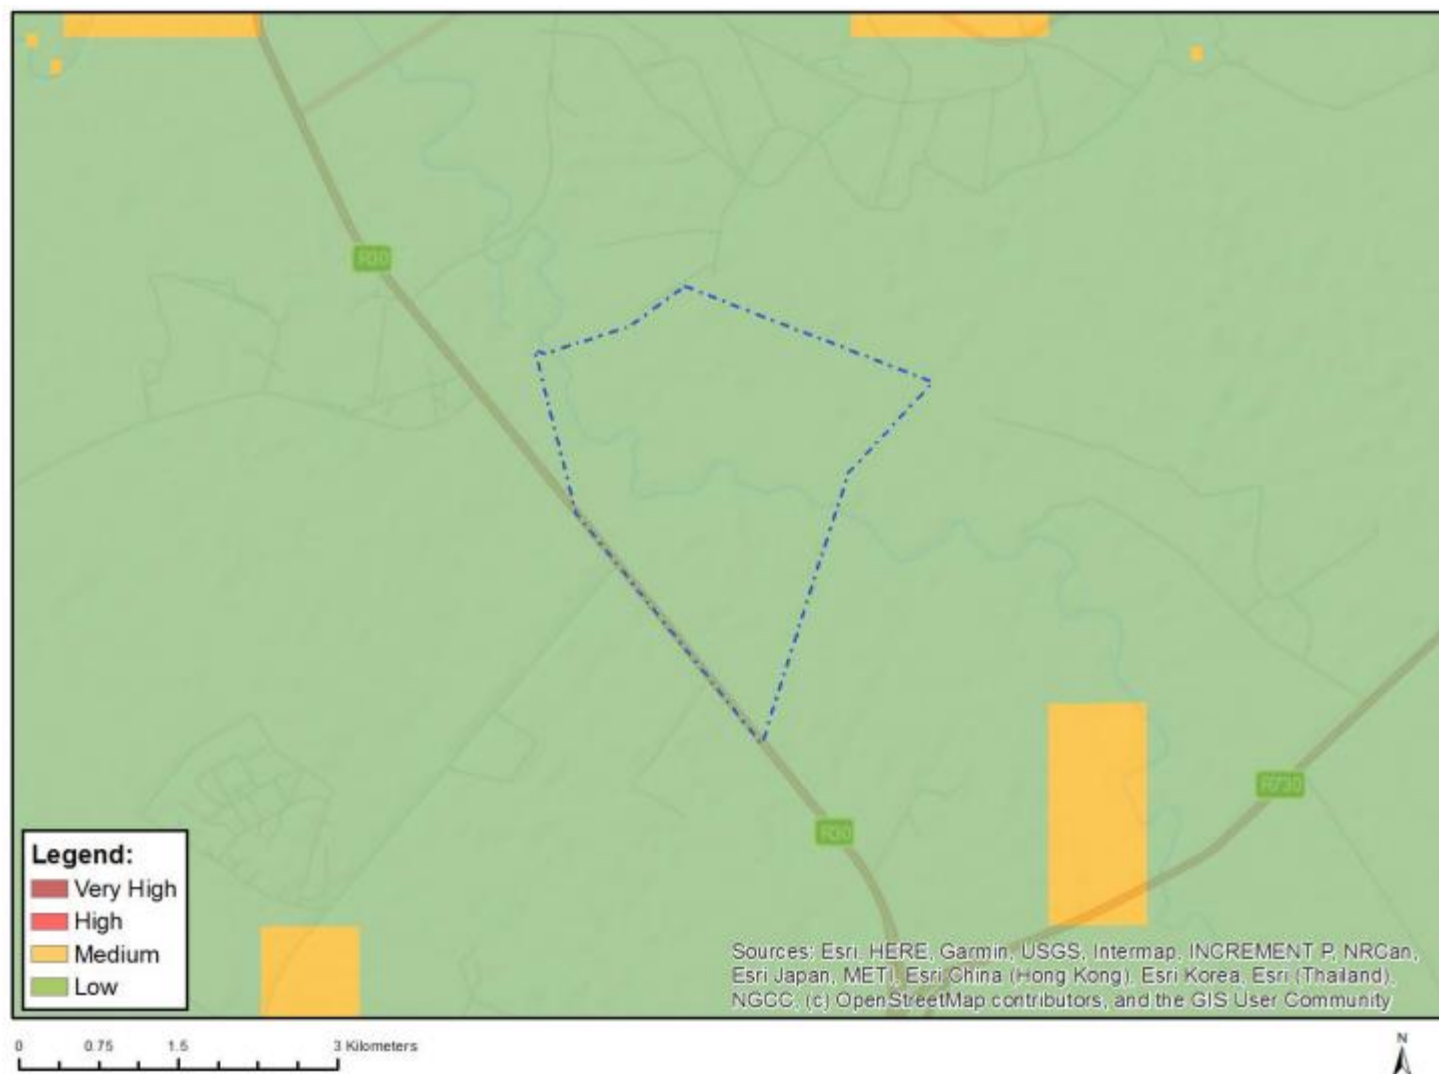 R30
R730
R30
Legend:
Very High
High
Medium
Low
Sources: Esri, HERE, Garmin, USGS, Intermap, INCREMENT P, NRCan,
Esri Japan, METI, Esri China (Hong Kong), Esri Korea, Esri (Thailand),
NGCC, (c) OpenStreetMap contributors, and the GIS User Community
0 0.75 1.5 3 Kilometers
N